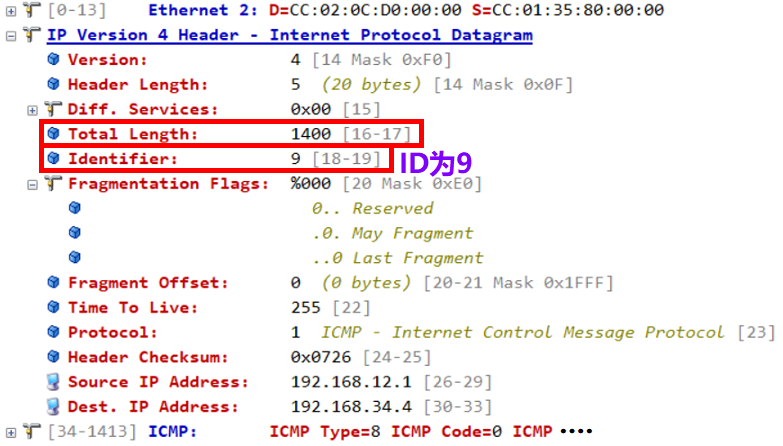 [0-13] Ethernet 2: D=CC:02:0C:D0:00:00 S=CC:01:35:80:00:00
IP Version 4 Header - Internet Protocol Datagram
Version: 4 [14 Mask 0xF0]
Header Length: 5 (20 bytes) [14 Mask 0x0F]
Diff. Services: 0x00 [15]
Total Length: 1400 [16-17]
Identifier: 9 [18-19] ID为9
Fragmentation Flags: %000 [20 Mask 0xE0]
0.. Reserved
.0. May Fragment
..0 Last Fragment
Fragment Offset: 0 (0 bytes) [20-21 Mask 0x1FFF]
Time To Live: 255 [22]
Protocol: 1 ICMP - Internet Control Message Protocol [23]
Header Checksum: 0x0726 [24-25]
Source IP Address: 192.168.12.1 [26-29]
Dest. IP Address: 192.168.34.4 [30-33]
[34-1413] ICMP: ICMP Type=8 ICMP Code=0 ICMP ····